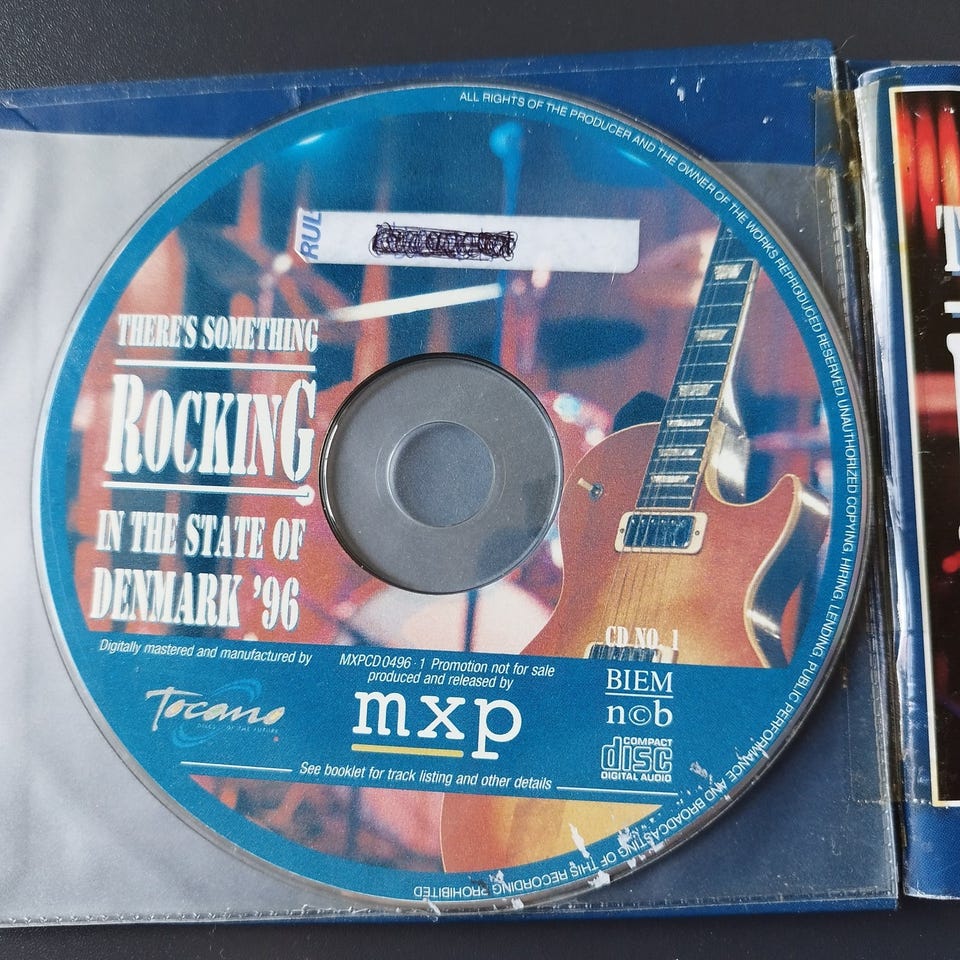 ALL RIGHTS OF THE PRODUCER AND THE OWNER OF THE WORKS REPRODUCED RESERVED. UNAUTHORIZED COPYING, HIRING, LENDING PUBLIC PERFORMANCE AND BROADCASTING OF THIS RECORDING PROHIBITED
RUL
THERE'S SOMETHING
ROCKING
IN THE STATE OF
DENMARK '96
CD NO. 1
Digitally mastered and manufactured by
Tocano
MXPCD 0496 - 1 Promotion not for sale
produced and released by
mxp
BIEM
n©b
COMPACT
disc
DIGITAL AUDIO
See booklet for track listing and other details